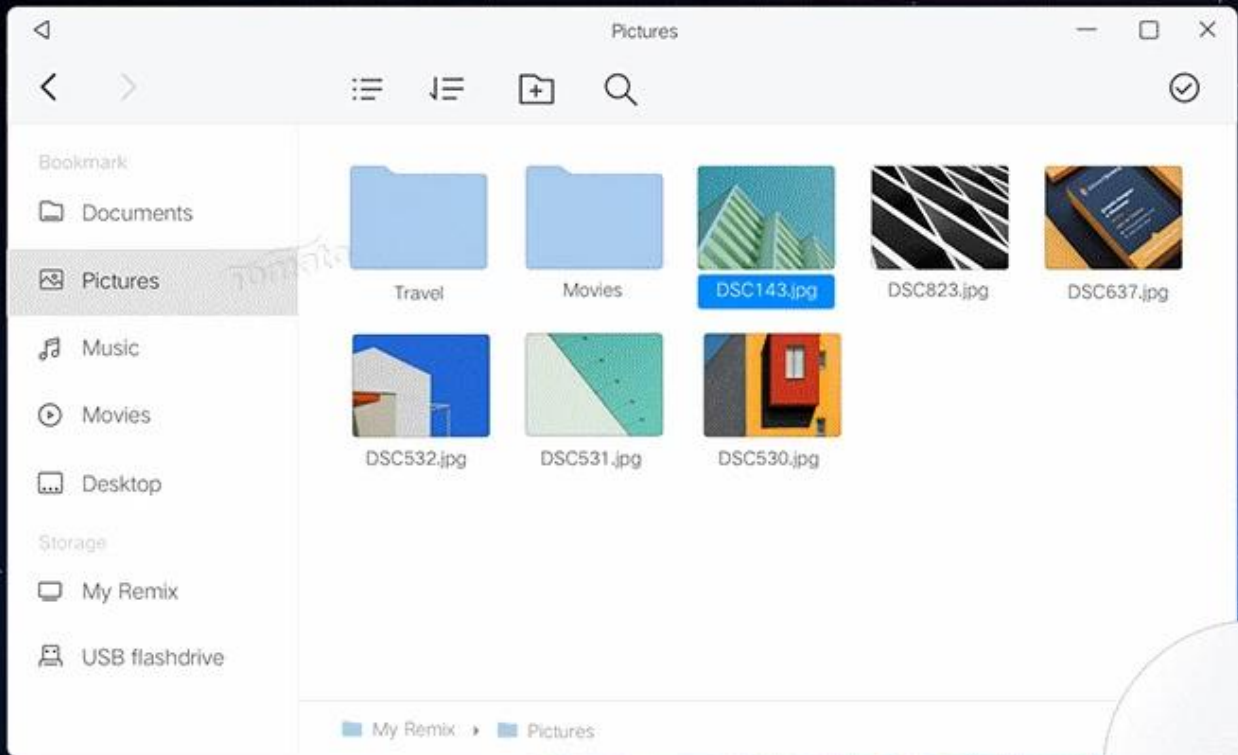 Pictures
Bookmark
Documents
Pictures
Music
Movies
Desktop
Storage
My Remix
USB flashdrive
Travel
Movies
DSC143.jpg
DSC823.jpg
DSC637.jpg
DSC532.jpg
DSC531.jpg
DSC530.jpg
My Remix
Pictures